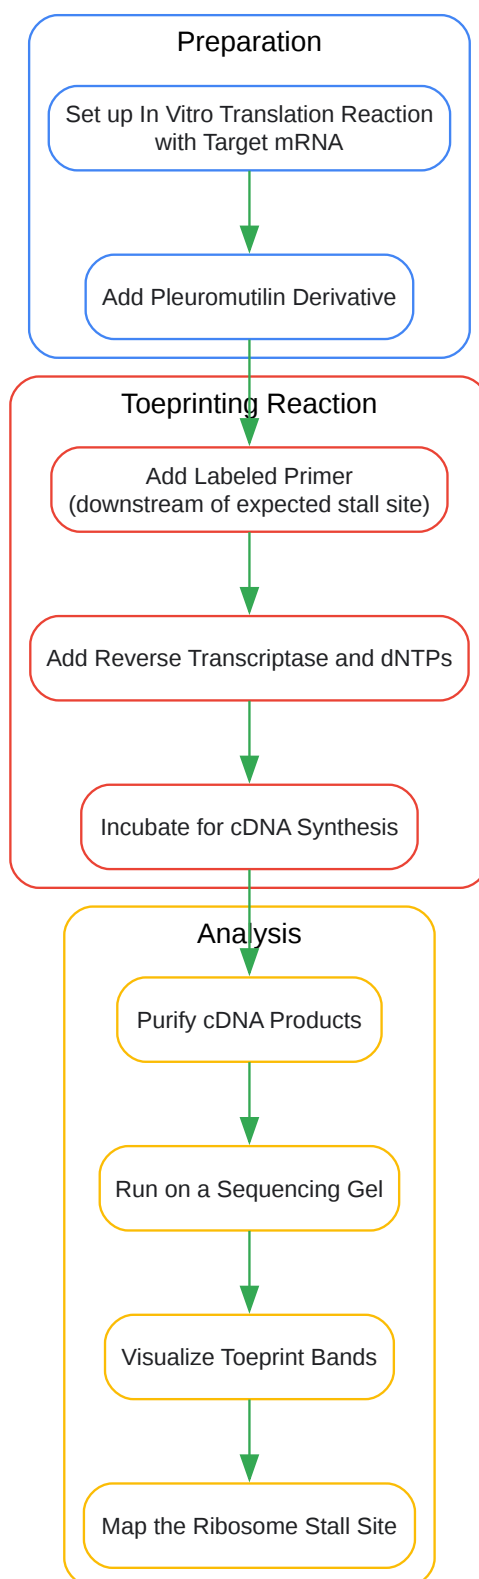 Preparation
Set up In Vitro Translation Reaction
with Target mRNA
Add Pleuromutilin Derivative
Toeprinting Reaction
Add Labeled Primer
(downstream of expected stall site)
Add Reverse Transcriptase and dNTPs
Incubate for cDNA Synthesis
Analysis
Purify cDNA Products
Run on a Sequencing Gel
Visualize Toeprint Bands
Map the Ribosome Stall Site